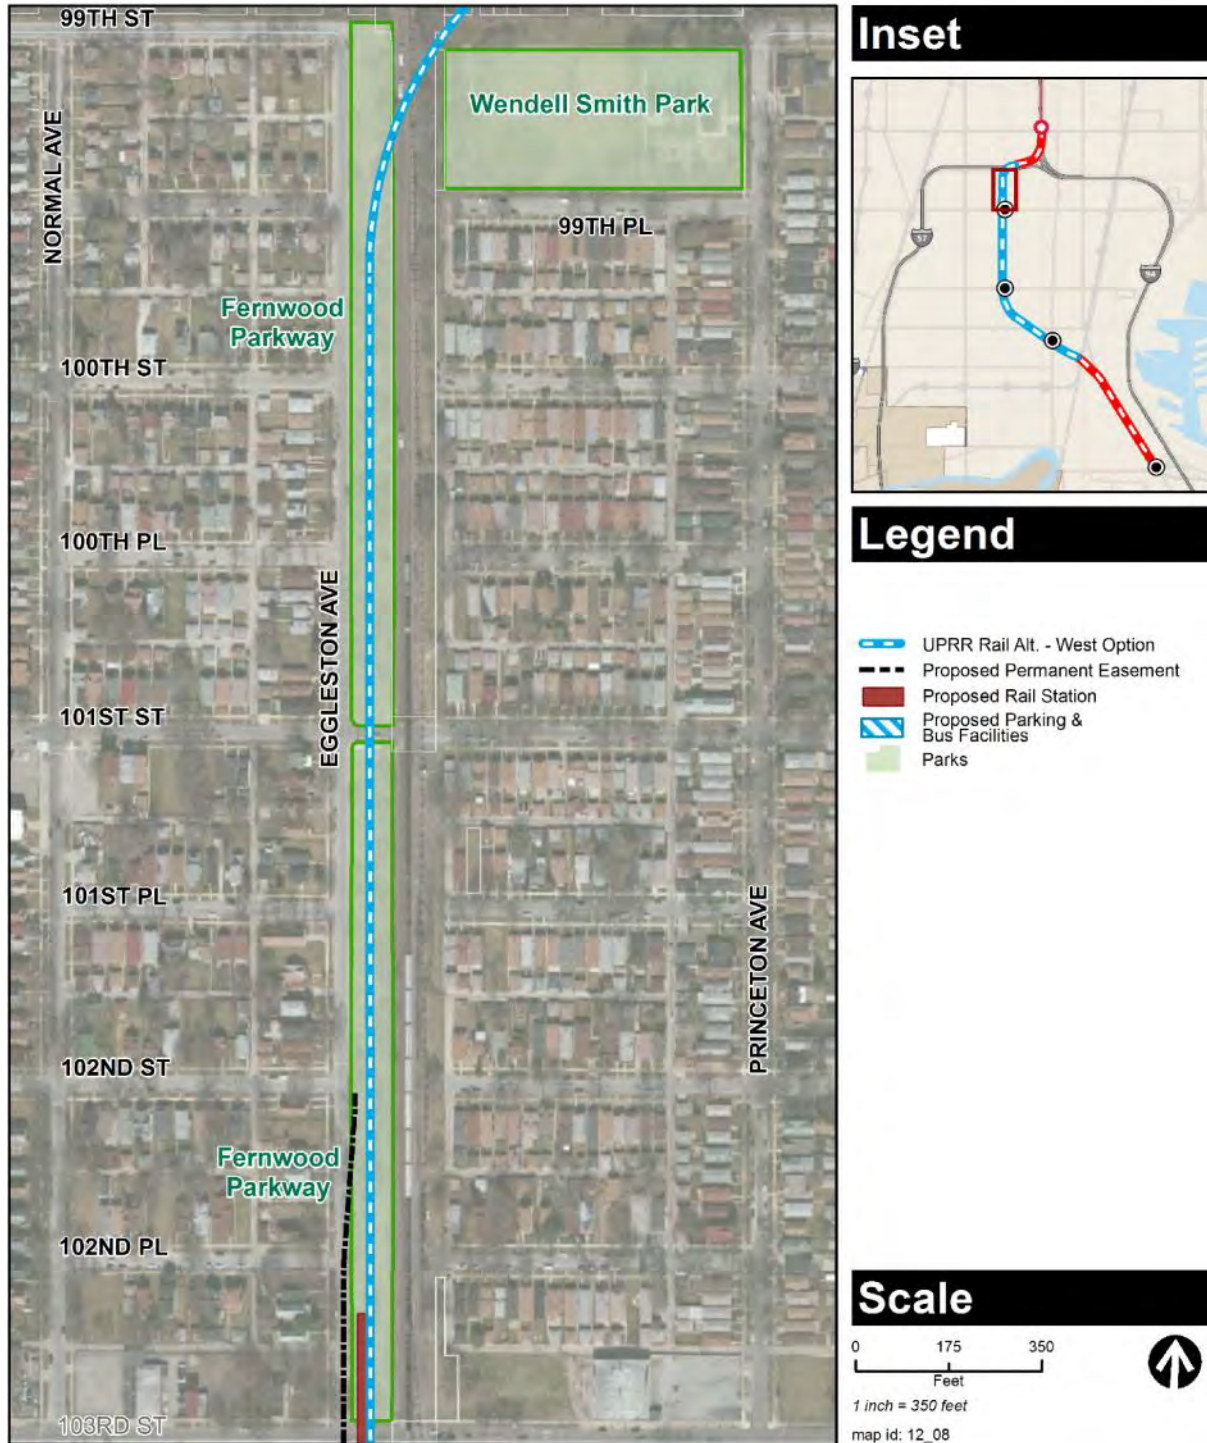 99TH ST
Wendell Smith Park
NORMAL AVE
99TH PL
Fernwood
Parkway
100TH ST
100TH PL
EGGLESTON AVE
101ST ST
101ST PL
PRINCETON AVE
102ND ST
Fernwood
Parkway
102ND PL
103RD ST
Inset
57
94
Legend
UPRR Rail Alt. - West Option
Proposed Permanent Easement
Proposed Rail Station
Proposed Parking &
Bus Facilities
Parks
Scale
0 175 350
Feet
1 inch = 350 feet
map id: 12_08